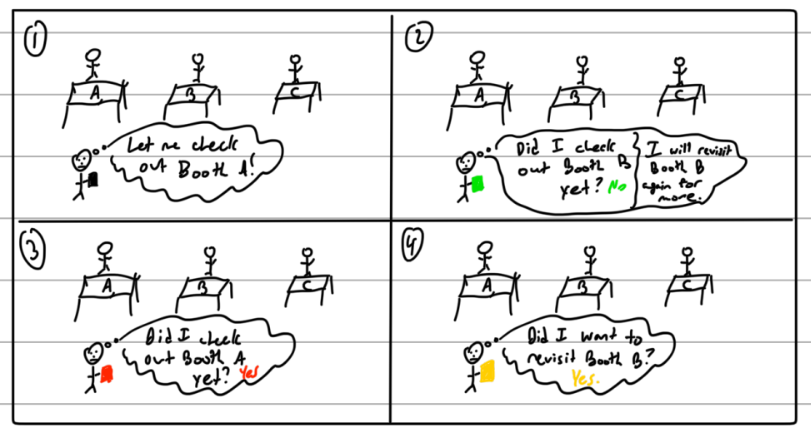 1
A B C
Let me check
out Booth A!
2
A B C
Did I check
out Booth B
yet? No
I will revisit
Booth B
again for
more.
3
A B C
Did I check
out Booth A
yet? Yes
4
A B C
Did I want to
revisit Booth B?
Yes.